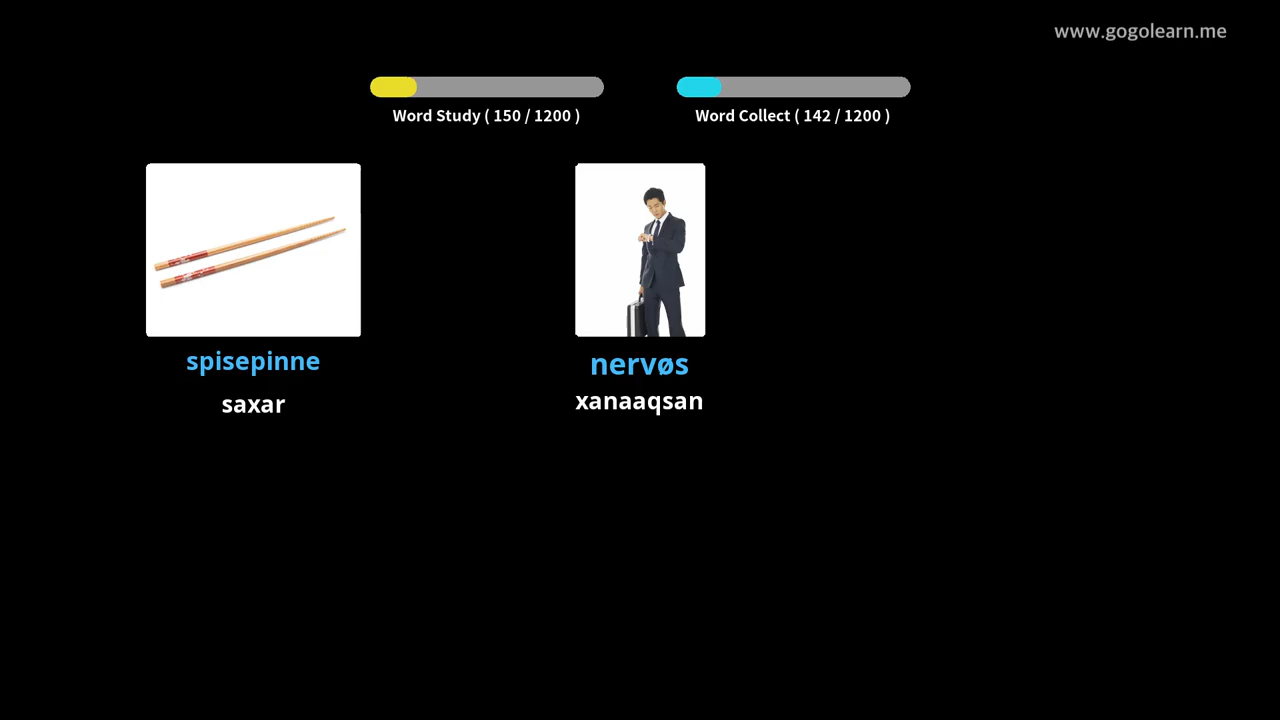 www.gogolearn.me
Word Study ( 150 / 1200 )
Word Collect ( 142 / 1200 )
spisepinne
saxar
nervøs
xanaaqsan